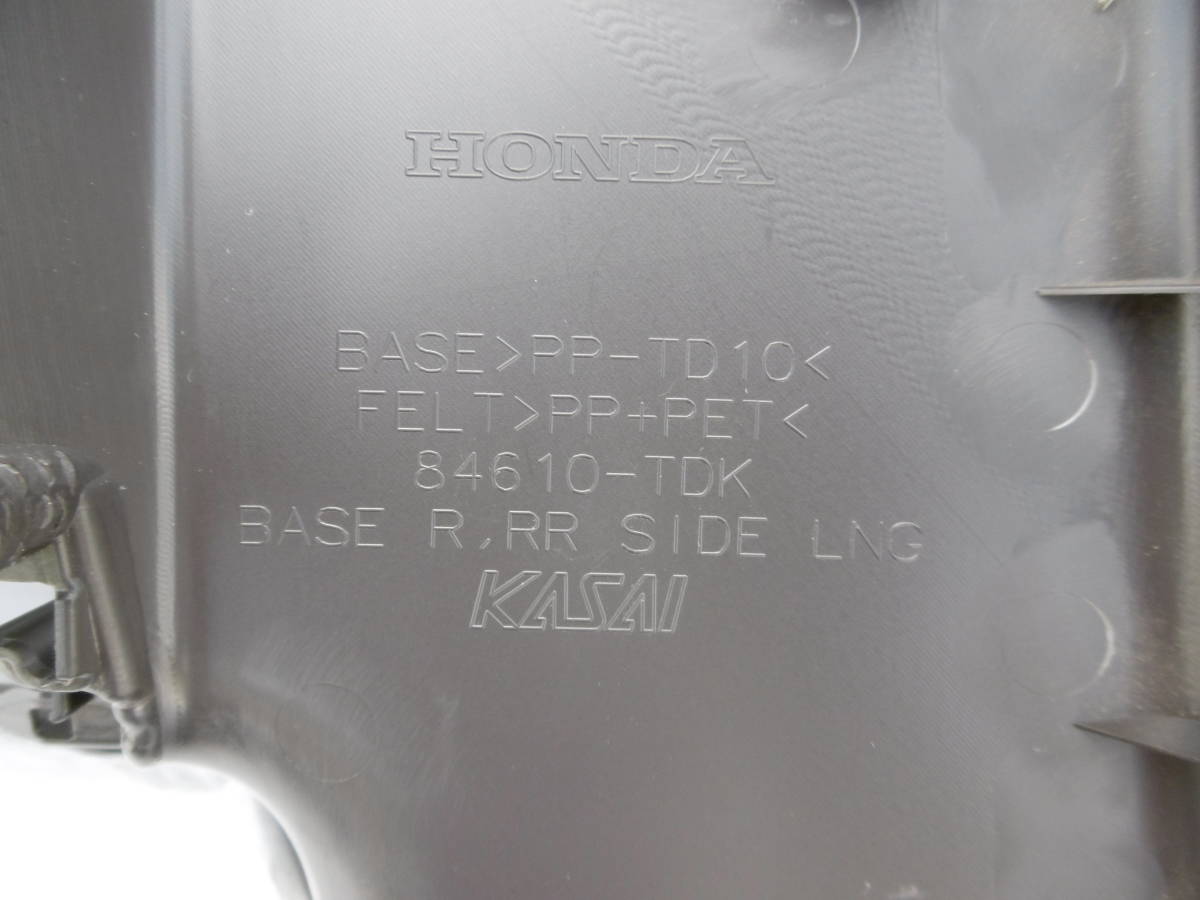 HONDA
BASE>PP-TD10<
FELT>PP+PET<
84610-TDK
BASE R,RR SIDE LNG
KASAI